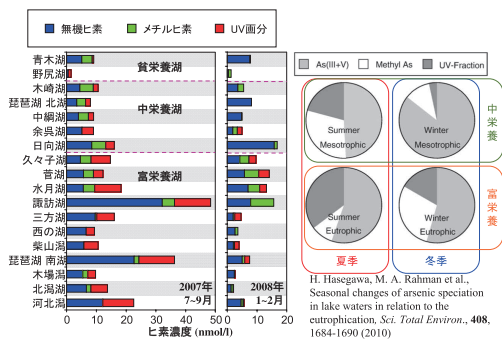 無機ヒ素 メチルヒ素 UV画分
青木湖
野尻湖
木崎湖
琵琶湖 北湖
中綱湖
余呉湖
日向湖
久々子湖
菅湖
水月湖
諏訪湖
三方湖
西の湖
柴山潟
琵琶湖 南湖
木場潟
北潟湖
河北潟
貧栄養湖
中栄養湖
富栄養湖
2007年
7~9月
2008年
1~2月
0 10 20 30 40 50
0 10 20
ヒ素濃度 (nmol/l)
As(III+V) Methyl As UV-Fraction
Summer
Mesotrophic
Winter
Mesotrophic
中栄養
Summer
Eutrophic
Winter
Eutrophic
富栄養
夏季
冬季
H. Hasegawa, M. A. Rahman et al.,
Seasonal changes of arsenic speciation
in lake waters in relation to the
eutrophication, Sci. Total Environ., 408,
1684-1690 (2010)